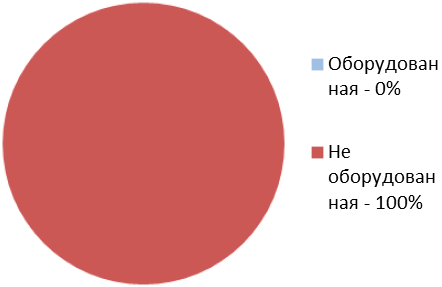 Оборудован
ная - 0%
Не
оборудован
ная - 100%